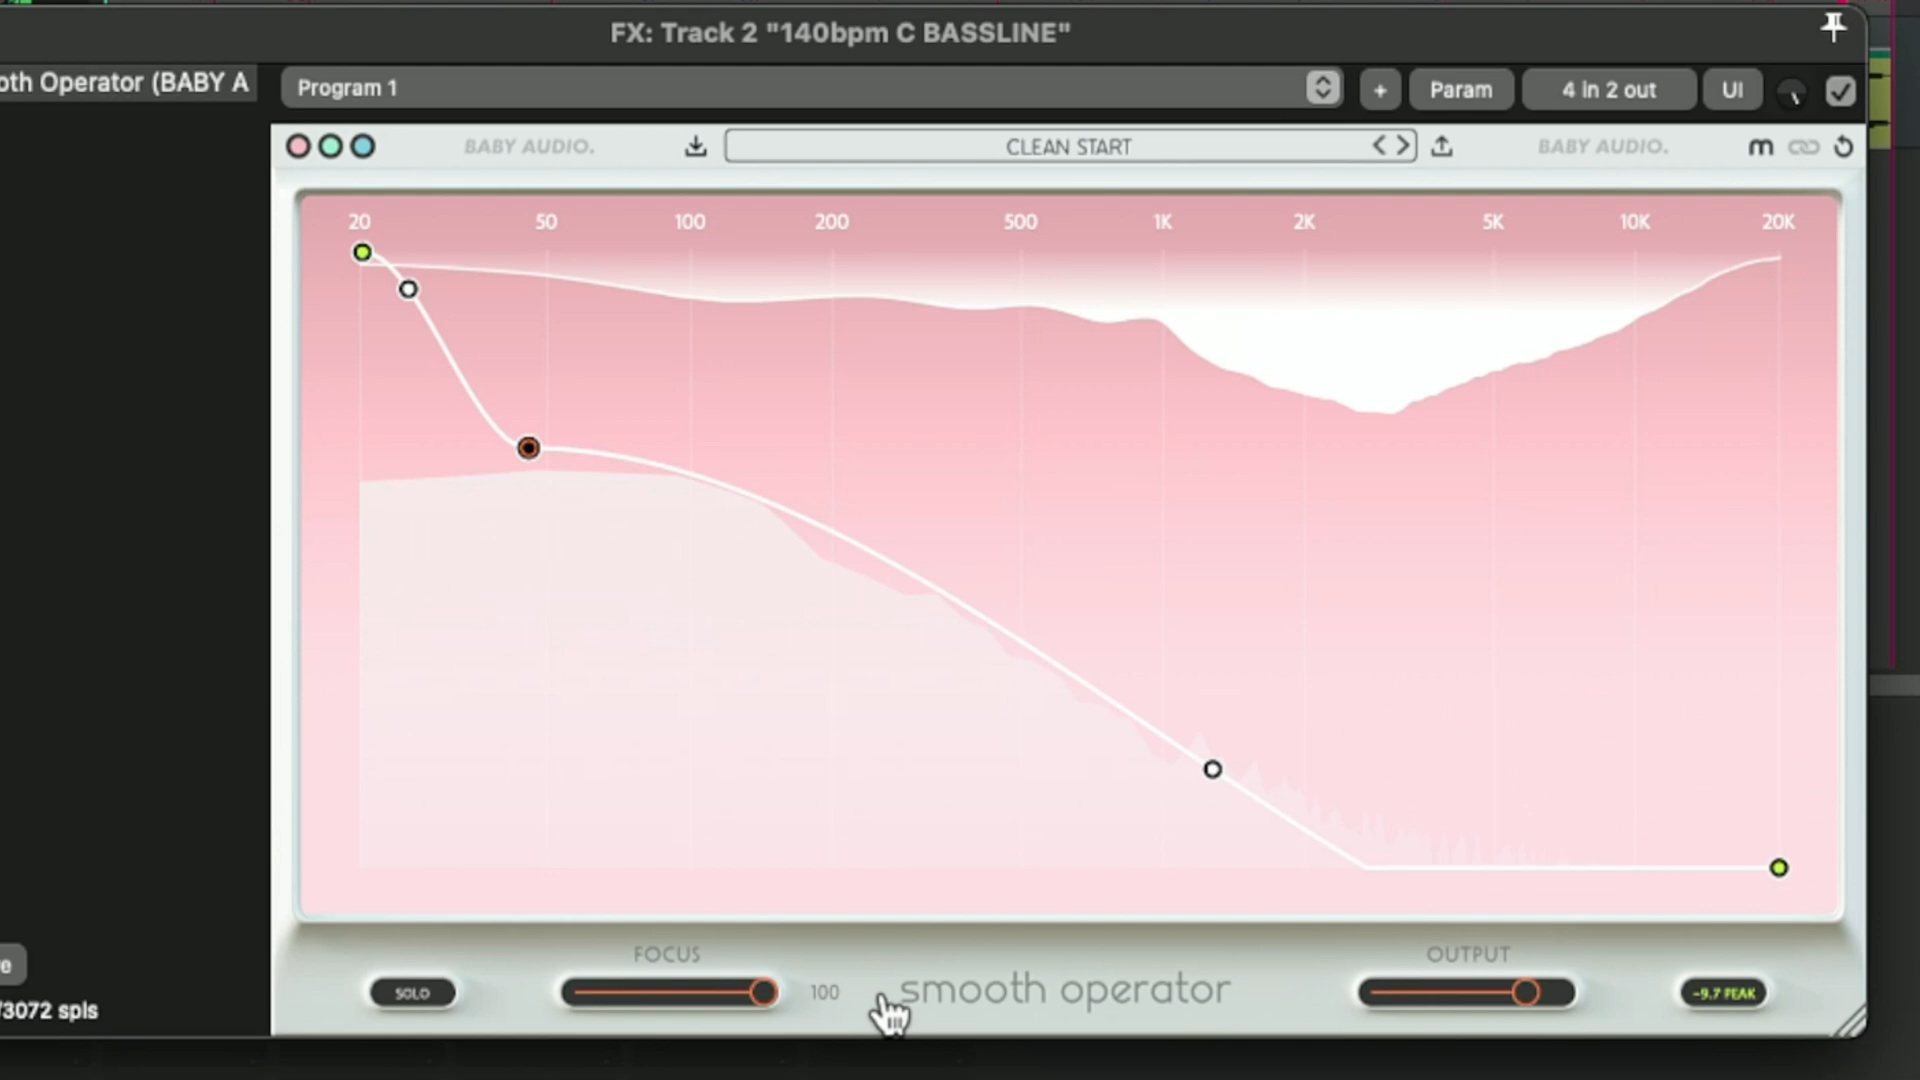 FX: Track 2 "140bpm C BASSLINE"
oth Operator (BABY A
Program 1
+
Param
4 in 2 out
UI
BABY AUDIO.
CLEAN START
BABY AUDIO.
m
20 50 100 200 500 1K 2K 5K 10K 20K
FOCUS
OUTPUT
SOLO
100
smooth operator
-9.7 PEAK
e
/3072 spls